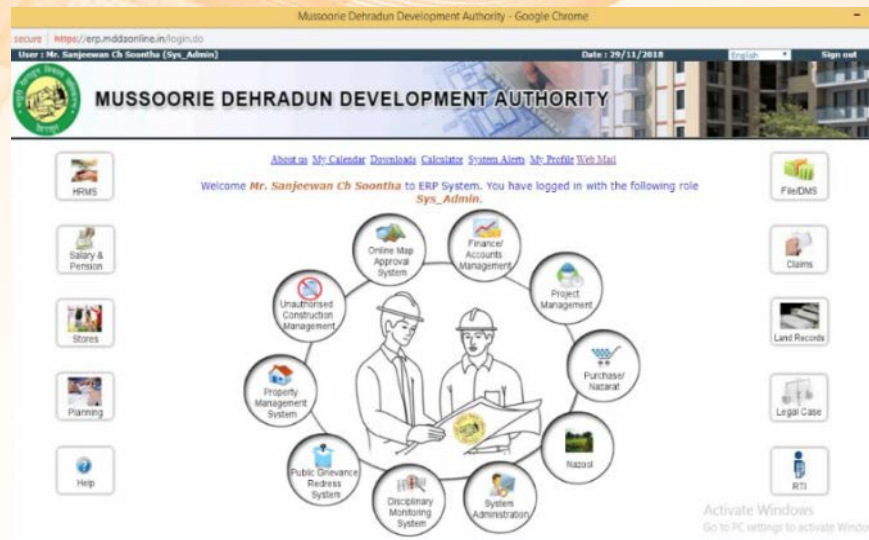 Mussoorie Dehradun Development Authority - Google Chrome
secure | https://erp.mddaonline.in/login.do
User : Mr. Sanjeewan Ch Soontha (Sys_Admin) Date : 29/11/2018 English Sign out
MUSSOORIE DEHRADUN DEVELOPMENT AUTHORITY
About us My Calendar Downloads Calculator System Alerts My Profile Web Mail
Welcome Mr. Sanjeewan Ch Soontha to ERP System. You have logged in with the following role
Sys_Admin.
HRMS
Salary &
Pension
Stores
Planning
Help
Online Map
Approval
System
Finance/
Accounts
Management
Unauthorised
Construction
Management
Project
Management
Property
Management
System
Purchase/
Nazarat
Public Grievance
Redress
System
Nazool
Disciplinary
Monitoring
System
System
Administration
File/DMS
Claims
Land Records
Legal Case
RTI
Activate Windows
Go to PC settings to activate Window